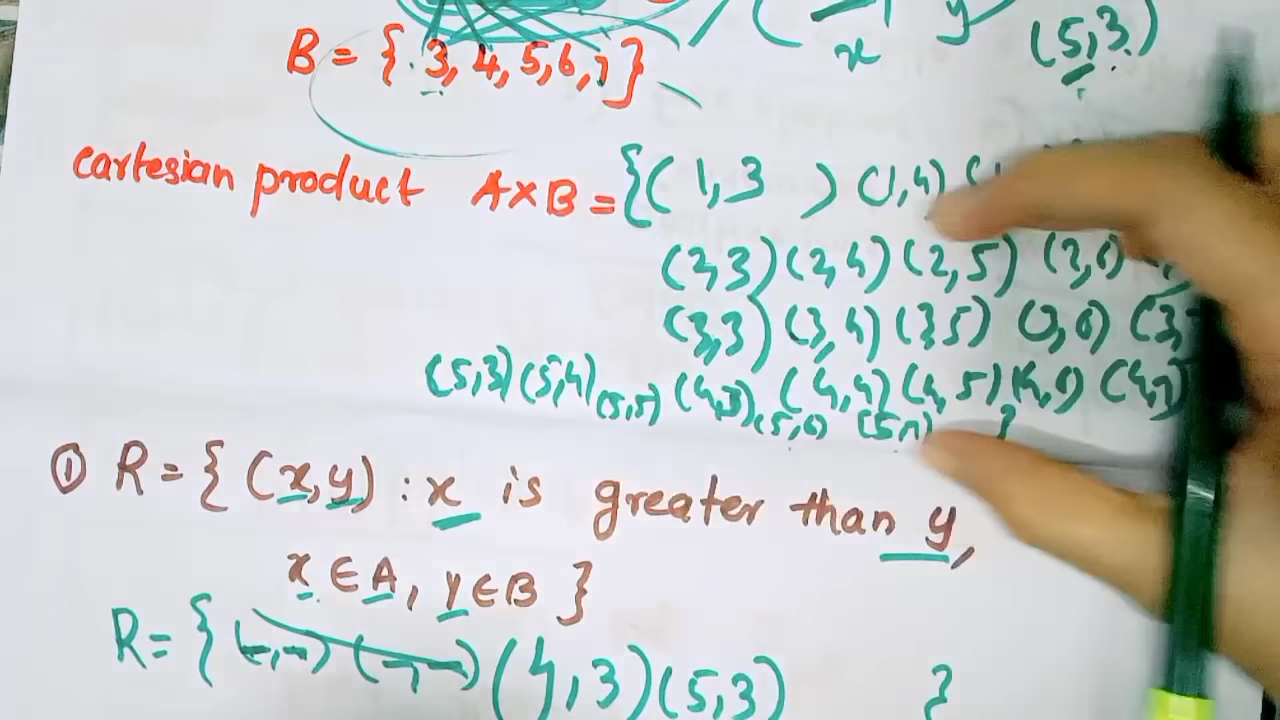 x y (5,3)
B = { 3, 4, 5, 6, 7 }
cartesian product A×B = {( 1,3 ) (1,4)
(2,3) (2,4) (2,5) (2,6)
(3,3) (3,4) (3,5) (3,6) (3,
(5,3) (5,4) (5,5) (4,3) (4,4) (4,5) (4,6) (4,7)
(5,6) (5,7) }
① R = { (x,y) : x is greater than y,
x ∈ A, y ∈ B }
R = { (4,3) (5,3) }